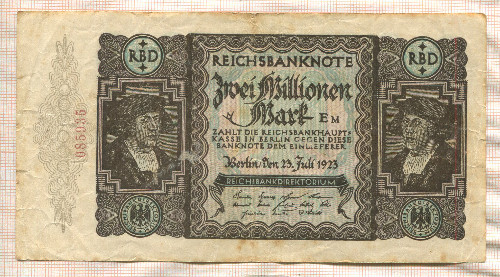 RBD
REICHSBANKNOTE
RBD
Zwei Millionen
Mark EM
ZAHLT DIE REICHSBANKHAUPT-
KASSE IN BERLIN GEGEN DIESE
BANKNOTE DEM EINLIEFERER
Berlin, den 23. Juli 1923
REICHSBANKDIREKTORIUM